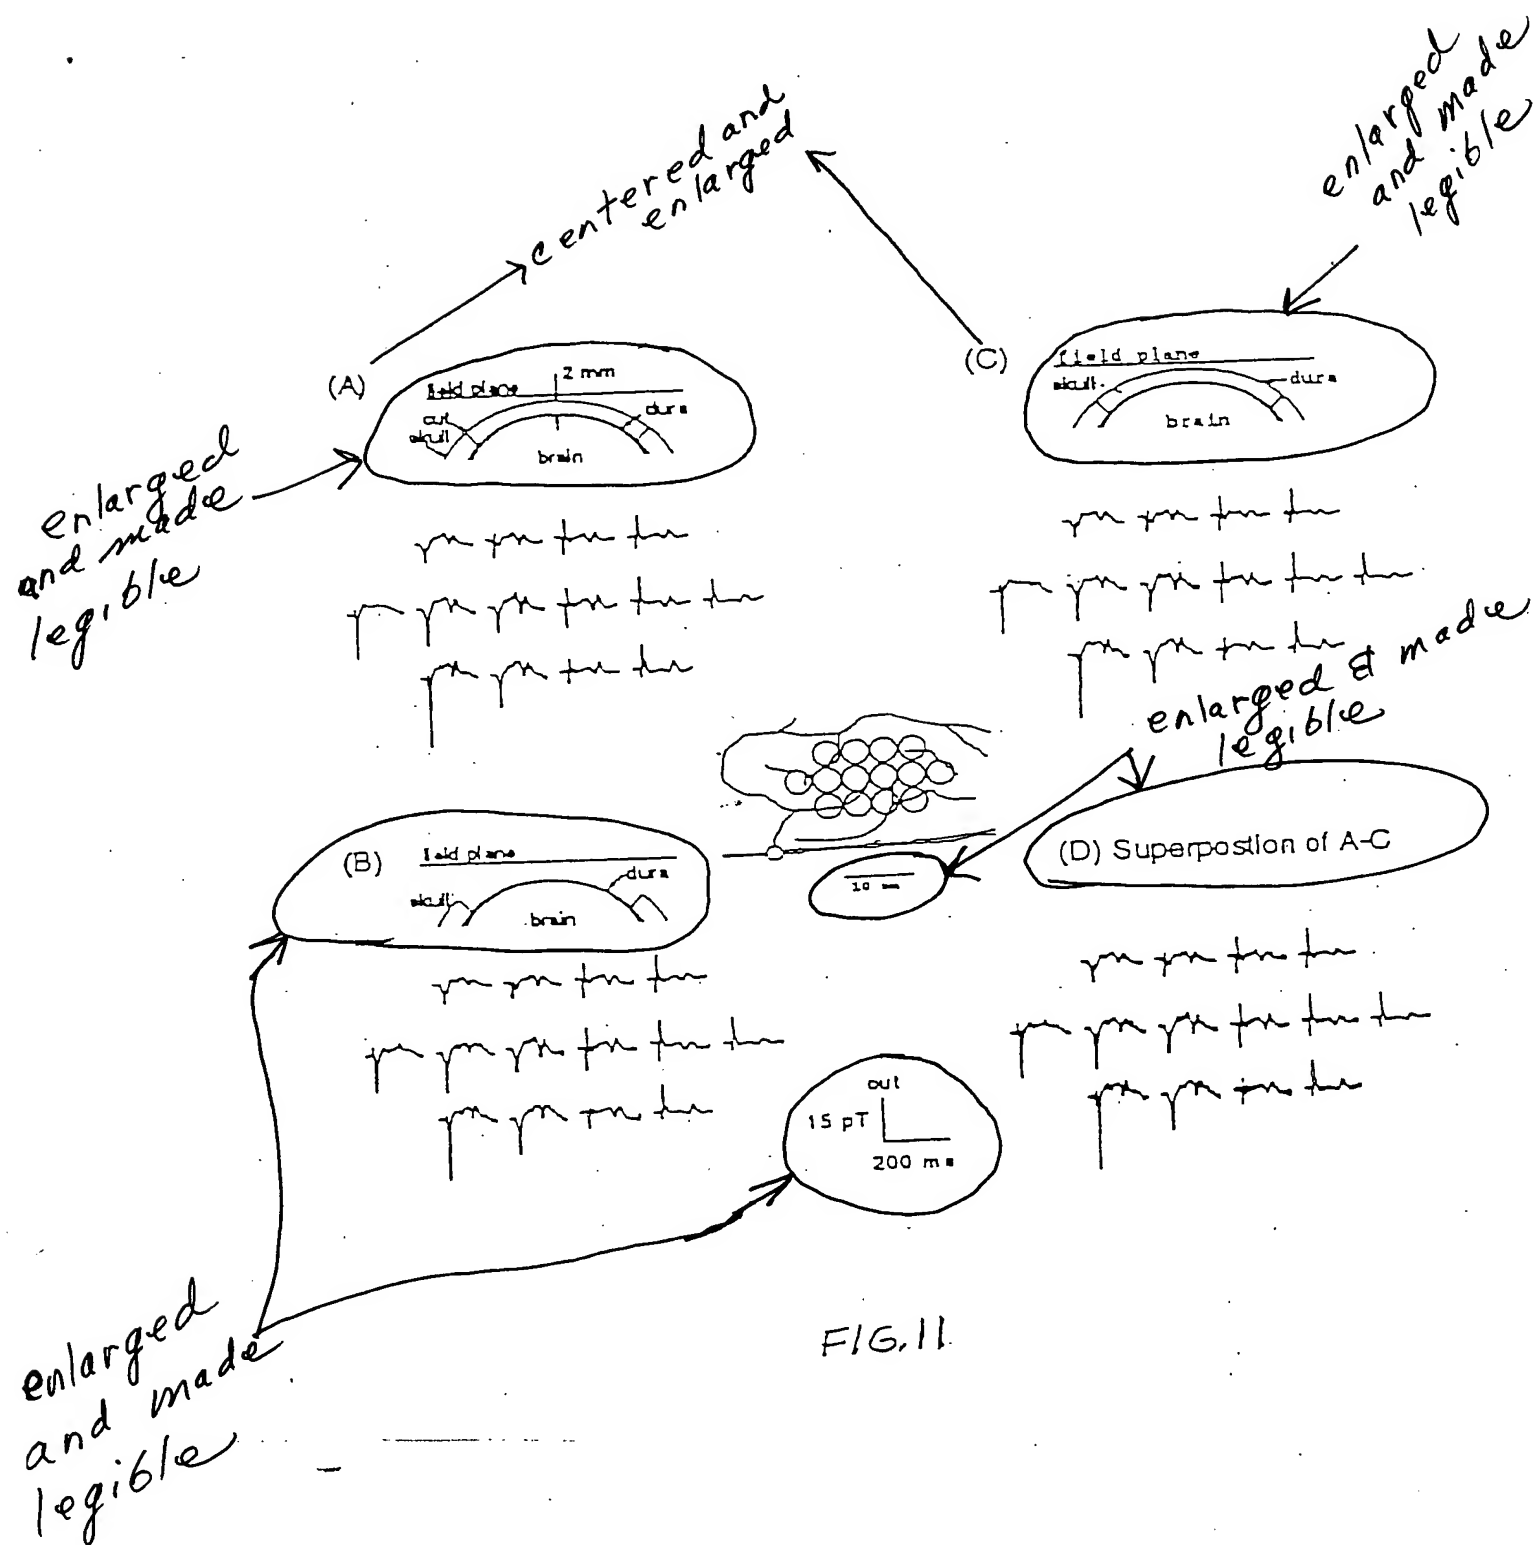 centered and
enlarged
enlarged
and made
legible
(A)
field plane
2 mm
cut
skull
dura
brain
(C)
field plane
skull
dura
brain
enlarged
and made
legible
enlarged & made
legible
(B)
field plane
skull
dura
brain
10 mm
(D) Superpostion of A-C
out
15 pT
200 ms
enlarged
and made
legible
FIG. 11.